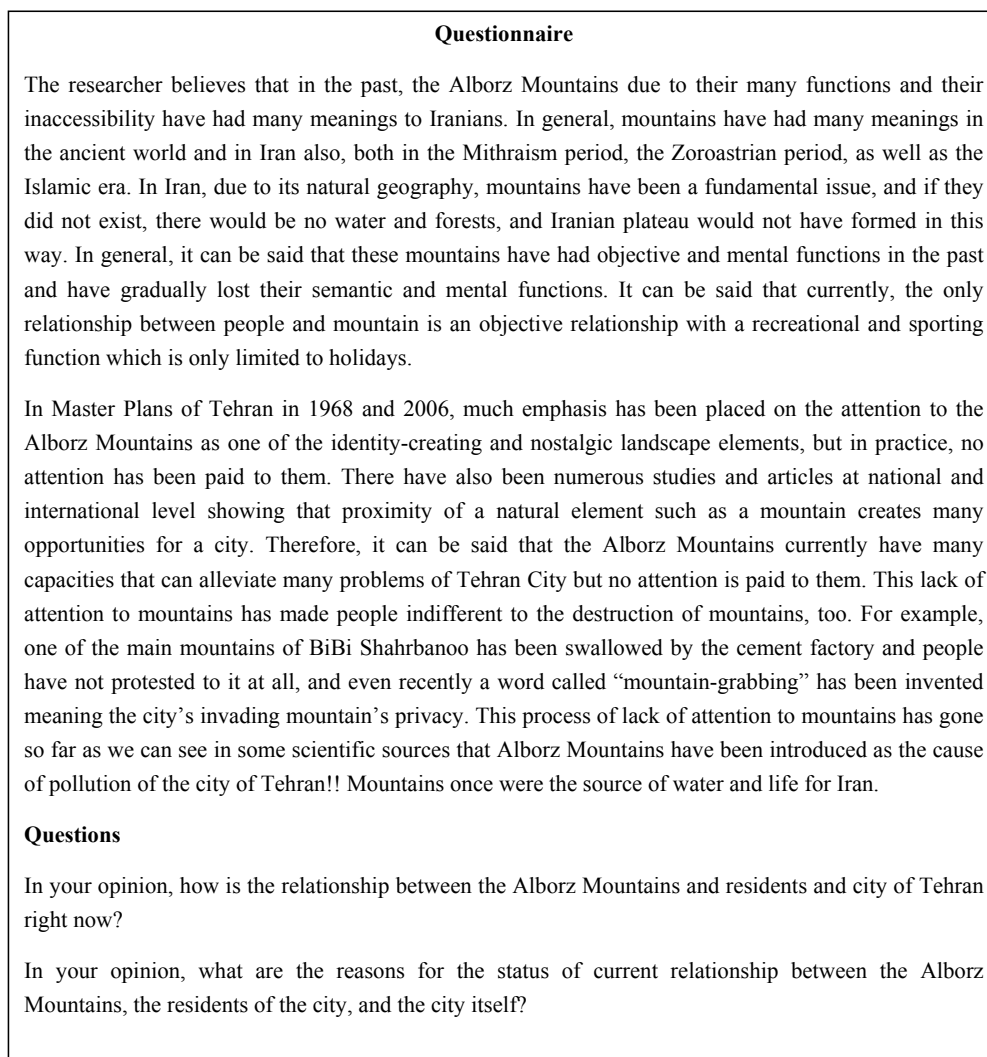 Questionnaire
The researcher believes that in the past, the Alborz Mountains due to their many functions and their
inaccessibility have had many meanings to Iranians. In general, mountains have had many meanings in
the ancient world and in Iran also, both in the Mithraism period, the Zoroastrian period, as well as the
Islamic era. In Iran, due to its natural geography, mountains have been a fundamental issue, and if they
did not exist, there would be no water and forests, and Iranian plateau would not have formed in this
way. In general, it can be said that these mountains have had objective and mental functions in the past
and have gradually lost their semantic and mental functions. It can be said that currently, the only
relationship between people and mountain is an objective relationship with a recreational and sporting
function which is only limited to holidays.
In Master Plans of Tehran in 1968 and 2006, much emphasis has been placed on the attention to the
Alborz Mountains as one of the identity-creating and nostalgic landscape elements, but in practice, no
attention has been paid to them. There have also been numerous studies and articles at national and
international level showing that proximity of a natural element such as a mountain creates many
opportunities for a city. Therefore, it can be said that the Alborz Mountains currently have many
capacities that can alleviate many problems of Tehran City but no attention is paid to them. This lack of
attention to mountains has made people indifferent to the destruction of mountains, too. For example,
one of the main mountains of BiBi Shahrbanoo has been swallowed by the cement factory and people
have not protested to it at all, and even recently a word called “mountain-grabbing” has been invented
meaning the city’s invading mountain’s privacy. This process of lack of attention to mountains has gone
so far as we can see in some scientific sources that Alborz Mountains have been introduced as the cause
of pollution of the city of Tehran!! Mountains once were the source of water and life for Iran.
Questions
In your opinion, how is the relationship between the Alborz Mountains and residents and city of Tehran
right now?
In your opinion, what are the reasons for the status of current relationship between the Alborz
Mountains, the residents of the city, and the city itself?